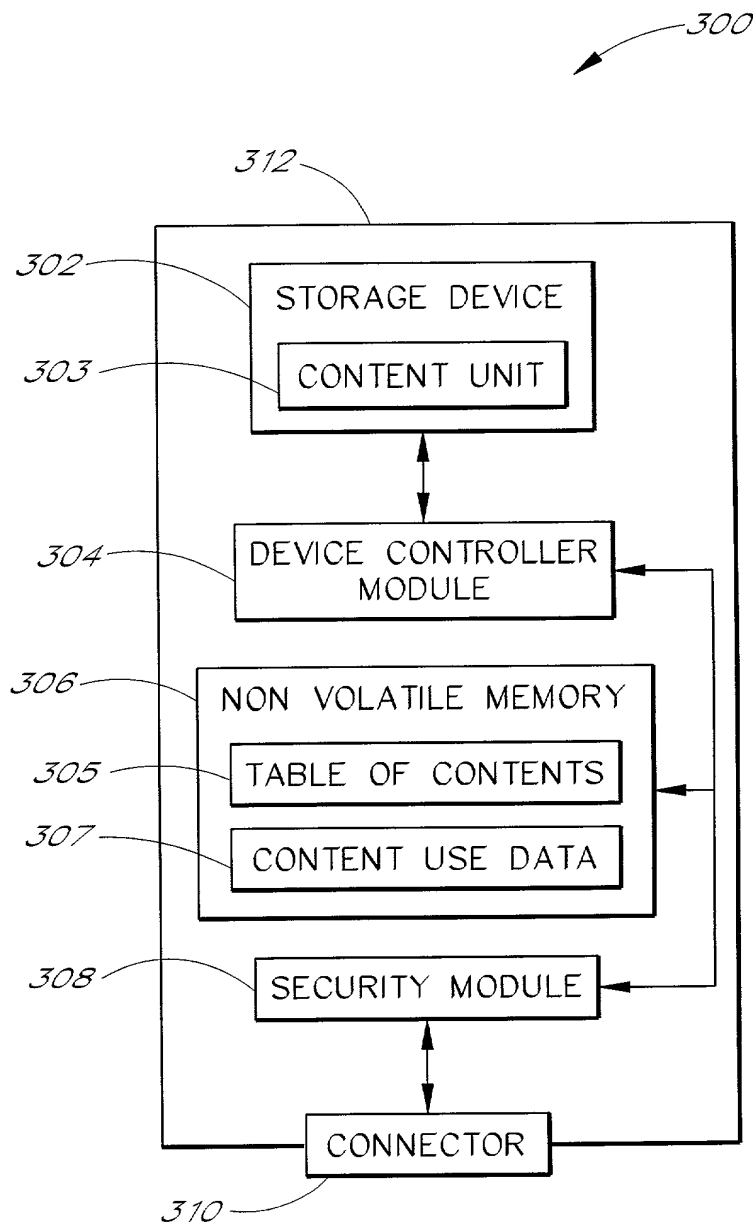 300
312
302
STORAGE DEVICE
303
CONTENT UNIT
304
DEVICE CONTROLLER
MODULE
306
NON VOLATILE MEMORY
305
TABLE OF CONTENTS
307
CONTENT USE DATA
308
SECURITY MODULE
CONNECTOR
310